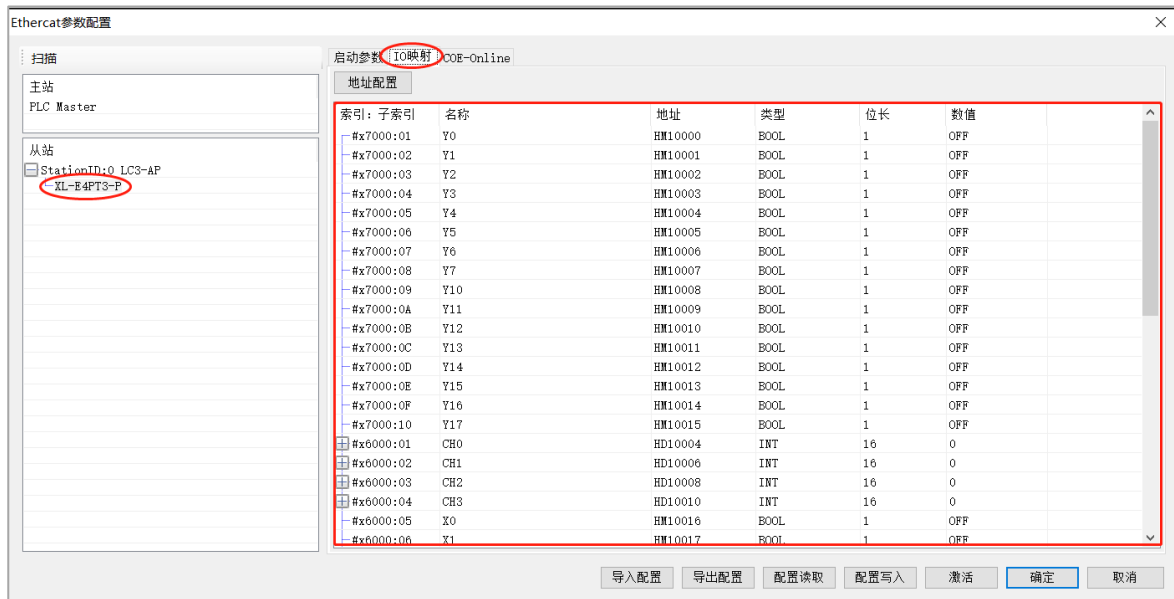 Ethercat参数配置
扫描
主站
PLC Master
从站
StationID:0 LC3-AP
XL-E4PT3-P
启动参数 IO映射 COE-Online
地址配置
索引: 子索引 名称 地址 类型 位长 数值
#x7000:01 Y0 HM10000 BOOL 1 OFF
#x7000:02 Y1 HM10001 BOOL 1 OFF
#x7000:03 Y2 HM10002 BOOL 1 OFF
#x7000:04 Y3 HM10003 BOOL 1 OFF
#x7000:05 Y4 HM10004 BOOL 1 OFF
#x7000:06 Y5 HM10005 BOOL 1 OFF
#x7000:07 Y6 HM10006 BOOL 1 OFF
#x7000:08 Y7 HM10007 BOOL 1 OFF
#x7000:09 Y10 HM10008 BOOL 1 OFF
#x7000:0A Y11 HM10009 BOOL 1 OFF
#x7000:0B Y12 HM10010 BOOL 1 OFF
#x7000:0C Y13 HM10011 BOOL 1 OFF
#x7000:0D Y14 HM10012 BOOL 1 OFF
#x7000:0E Y15 HM10013 BOOL 1 OFF
#x7000:0F Y16 HM10014 BOOL 1 OFF
#x7000:10 Y17 HM10015 BOOL 1 OFF
#x6000:01 CH0 HD10004 INT 16 0
#x6000:02 CH1 HD10006 INT 16 0
#x6000:03 CH2 HD10008 INT 16 0
#x6000:04 CH3 HD10010 INT 16 0
#x6000:05 X0 HM10016 BOOL 1 OFF
#x6000:06 X1 HM10017 BOOL 1 OFF
导入配置 导出配置 配置读取 配置写入 激活 确定 取消